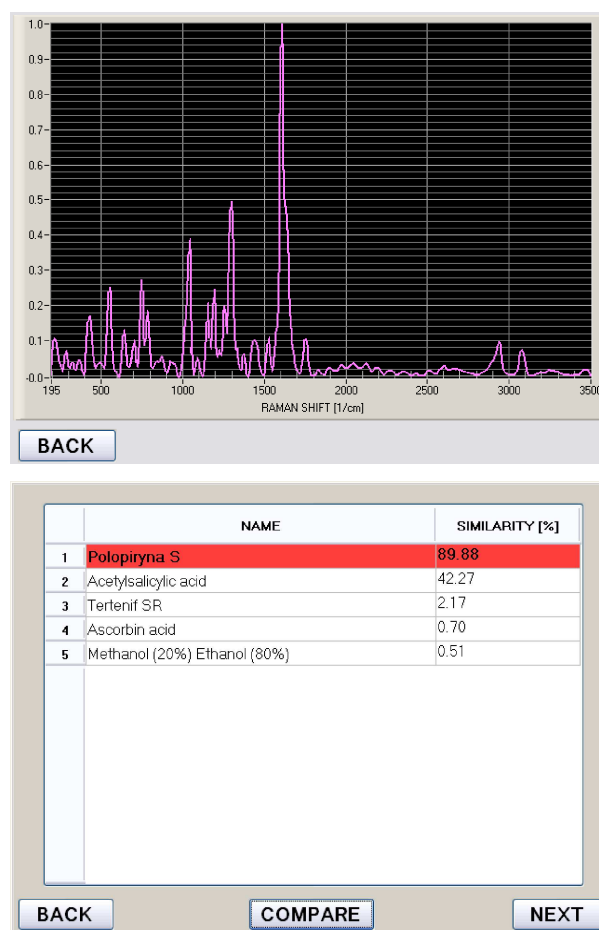 1.0
0.9
0.8
0.7
0.6
0.5
0.4
0.3
0.2
0.1
-0.0
195 500 1000 1500 2000 2500 3000 3500
RAMAN SHIFT [1/cm]
BACK
NAME SIMILARITY [%]
1 Polopiryna S 89.88
2 Acetylsalicylic acid 42.27
3 Tertenif SR 2.17
4 Ascorbin acid 0.70
5 Methanol (20%) Ethanol (80%) 0.51
BACK COMPARE NEXT